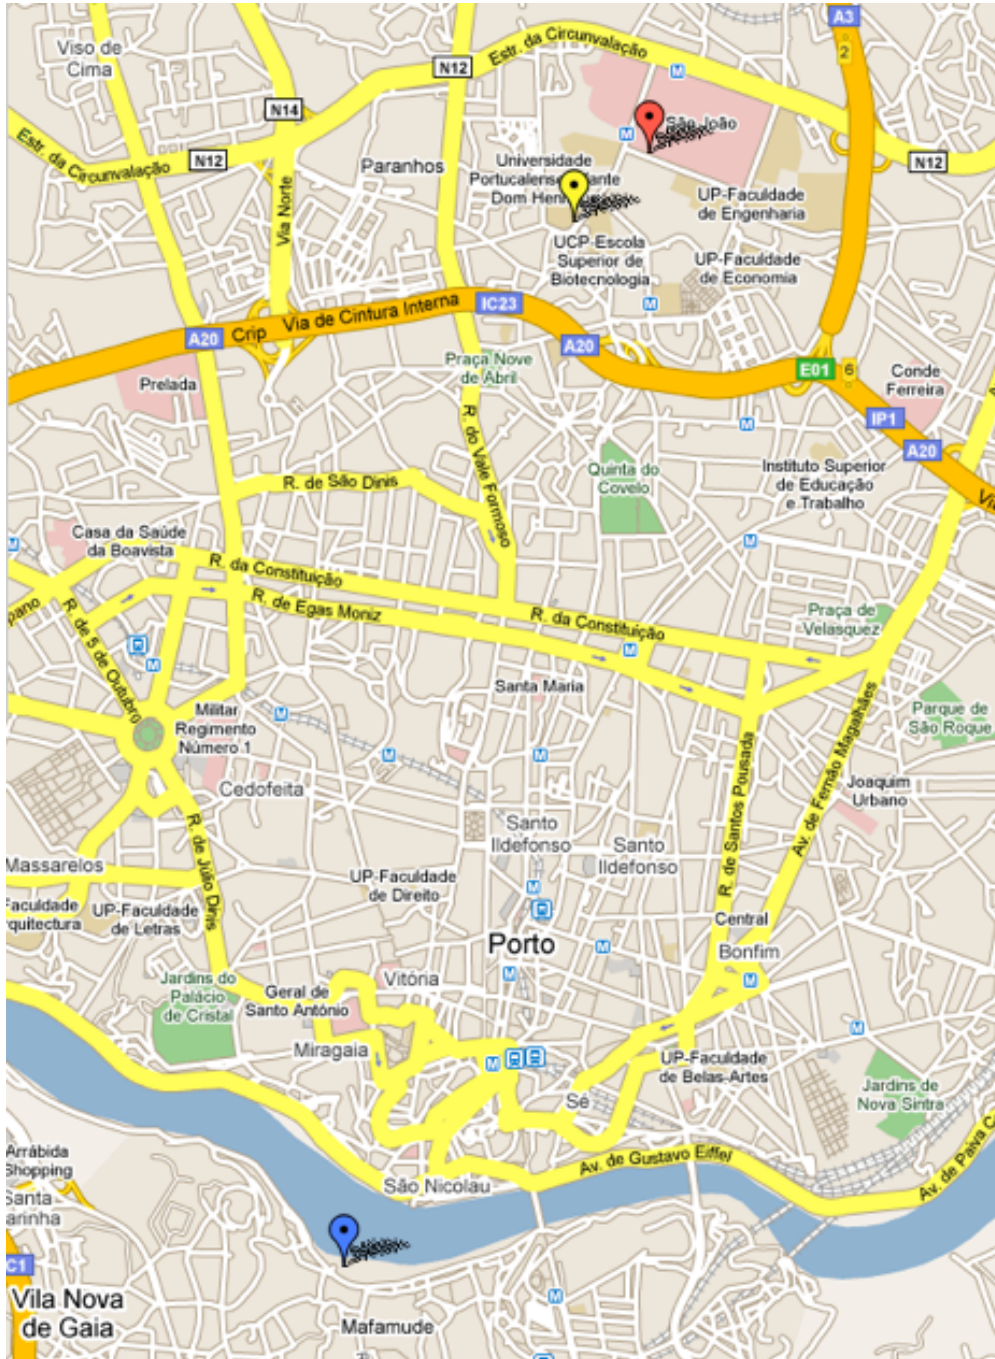 A3
2
Viso de
Cima
Estr. da Circunvalação
N12
M
N14
São João
M
Estr. da Circunvalação
N12
N12
Paranhos
Universidade
Portucalense
Dom Hen
Via Norte
UP-Faculdade
de Engenharia
UCP-Escola
Superior de
Biotecnologia
UP-Faculdade
de Economia
M
IC23
Via de Cintura Interna
Crip
A20
A20
Praça Nove
de Abril
E01
6
Conde
Ferreira
Prelada
IP1
M
A20
R. do Vale Formoso
Quinta do
Covelo
Instituto Superior
de Educação
e Trabalho
R. de São Dinis
Casa da Saúde
da Boavista
M
M
R. da Constituição
R. de Egas Moniz
R. da Constituição
Praça de
Velasquez
R. de 5 de Outubro
M
M
Santa Maria
Militar
Regimento
Número 1
M
Parque de
São Roque
M
M
Cedofeita
Joaquim
Urbano
R. de Santos Pousada
Av. de Fernão Magalhães
Santo
Ildefonso
Santo
Ildefonso
R. de Júlio Dinis
Massarelos
UP-Faculdade
de Direito
M
Faculdade
rquitectura
UP-Faculdade
de Letras
Central
Porto
M
Bonfim
M
M
Vitória
Jardins do
Palácio
de Cristal
Geral de
Santo António
M
Miragaia
M
UP-Faculdade
de Belas-Artes
Jardins de
Nova Sintra
Sé
Arrábida
Shopping
Av. de Gustavo Eiffel
Av. de Paiva C
São Nicolau
Santa
arinha
C1
Vila Nova
de Gaia
M
Mafamude
M